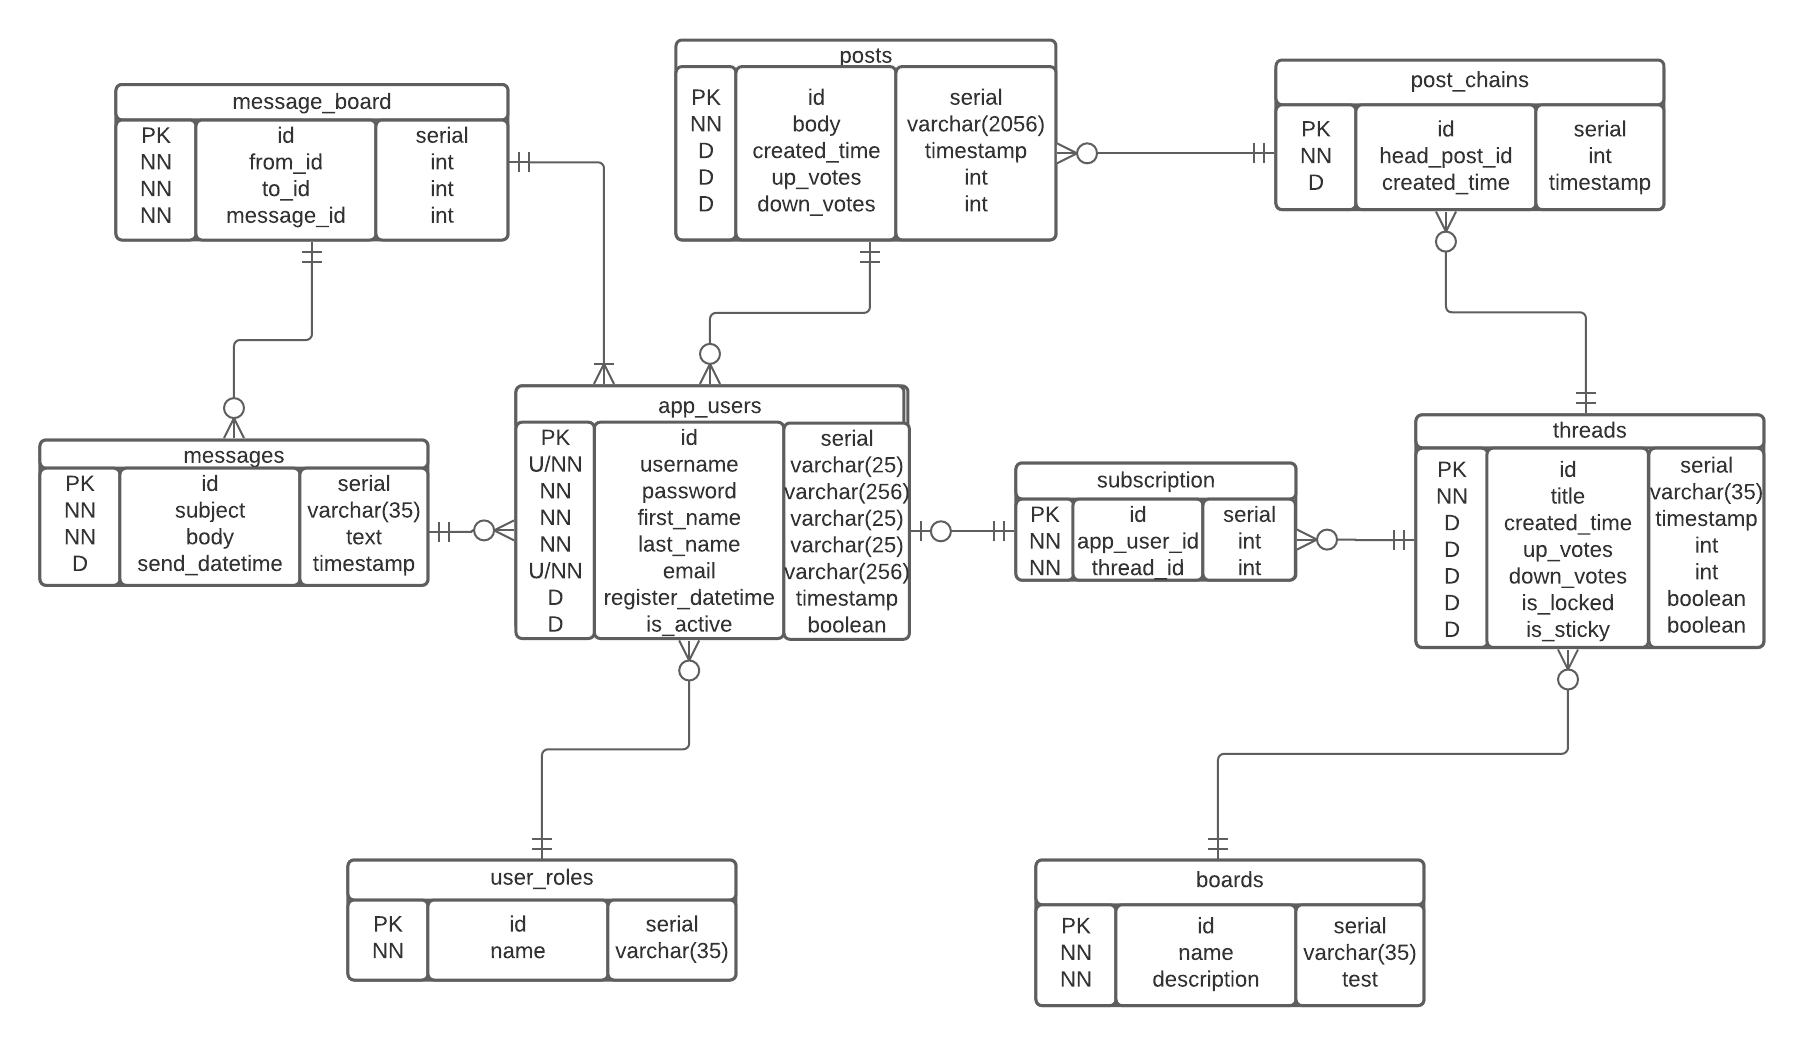 message_board
PK id serial
NN from_id int
NN to_id int
NN message_id int
posts
PK id serial
NN body varchar(2056)
D created_time timestamp
D up_votes int
D down_votes int
post_chains
PK id serial
NN head_post_id int
D created_time timestamp
messages
PK id serial
NN subject varchar(35)
NN body text
D send_datetime timestamp
app_users
PK id serial
U/NN username varchar(25)
NN password varchar(256)
NN first_name varchar(25)
NN last_name varchar(25)
U/NN email varchar(256)
D register_datetime timestamp
D is_active boolean
subscription
PK id serial
NN app_user_id int
NN thread_id int
threads
PK id serial
NN title varchar(35)
D created_time timestamp
D up_votes int
D down_votes int
D is_locked boolean
D is_sticky boolean
user_roles
PK id serial
NN name varchar(35)
boards
PK id serial
NN name varchar(35)
NN description test